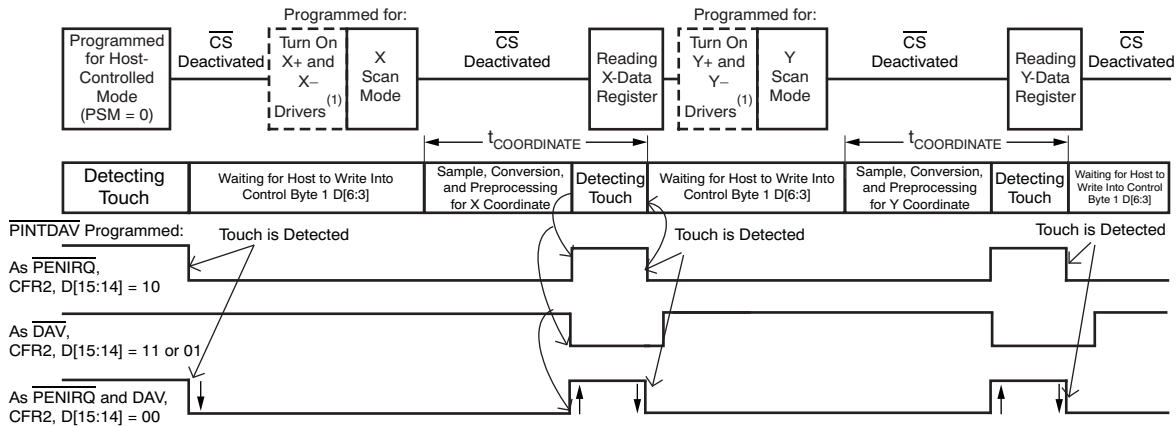 Programmed for:
Programmed for:
Programmed
for Host-
Controlled
Mode
(PSM = 0)
CS
Deactivated
Turn On
X+ and
X−
Drivers(1)
X
Scan
Mode
CS
Deactivated
Reading
X-Data
Register
Turn On
Y+ and
Y−
Drivers(1)
Y
Scan
Mode
CS
Deactivated
Reading
Y-Data
Register
CS
Deactivated
tCOORDINATE
tCOORDINATE
Detecting
Touch
Waiting for Host to Write Into
Control Byte 1 D[6:3]
Sample, Conversion,
and Preprocessing
for X Coordinate
Detecting
Touch
Waiting for Host to Write Into
Control Byte 1 D[6:3]
Sample, Conversion,
and Preprocessing
for Y Coordinate
Detecting
Touch
Waiting for Host to
Write Into Control
Byte 1 D[6:3]
PINTDAV Programmed:
Touch is Detected
Touch is Detected
Touch is Detected
As PENIRQ,
CFR2, D[15:14] = 10
As DAV,
CFR2, D[15:14] = 11 or 01
As PENIRQ and DAV,
CFR2, D[15:14] = 00